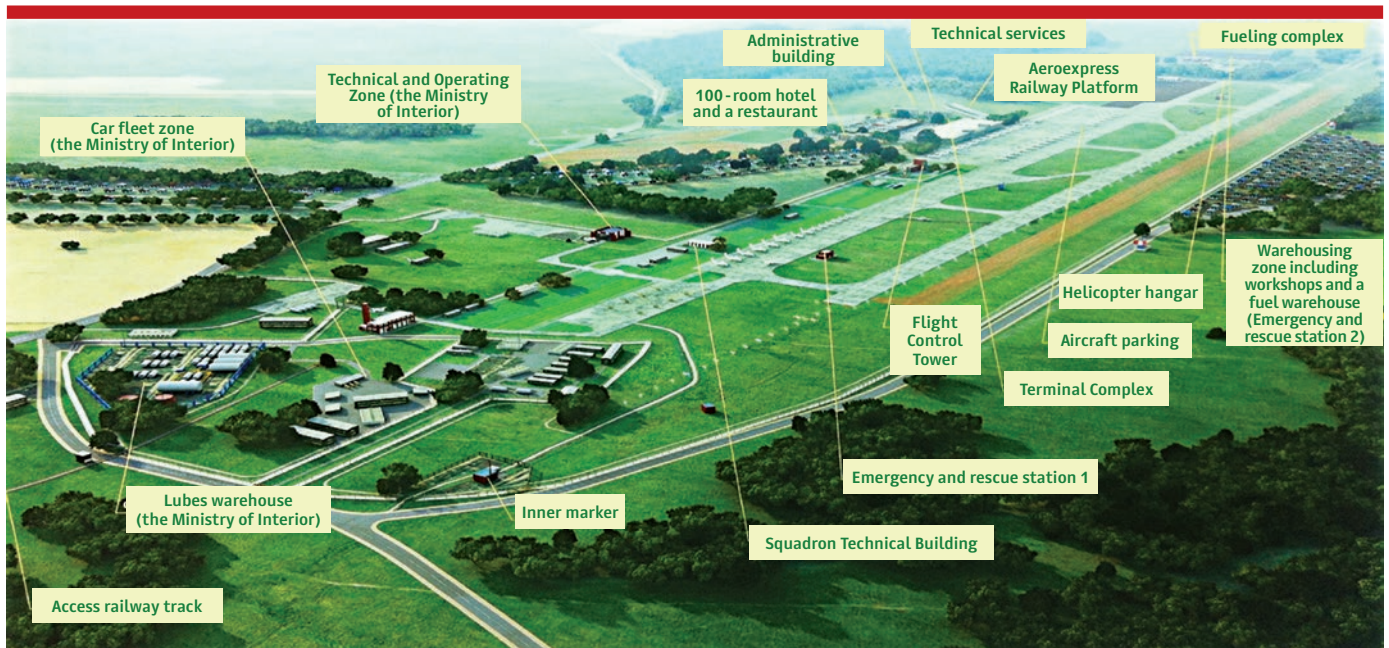 Administrative
building
Technical services
Fueling complex
Technical and Operating
Zone (the Ministry
of Interior)
100-room hotel
and a restaurant
Aeroexpress
Railway Platform
Car fleet zone
(the Ministry of Interior)
Warehousing
zone including
workshops and a
fuel warehouse
(Emergency and
rescue station 2)
Helicopter hangar
Flight
Control
Tower
Aircraft parking
Terminal Complex
Emergency and rescue station 1
Lubes warehouse
(the Ministry of Interior)
Inner marker
Squadron Technical Building
Access railway track